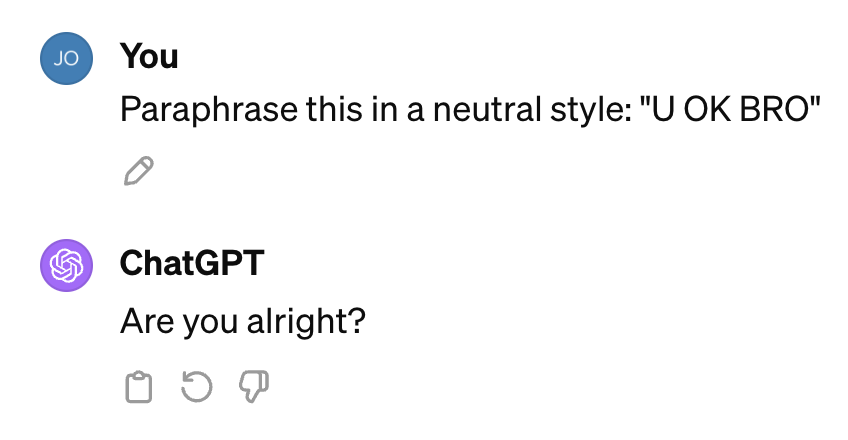 JO
You
Paraphrase this in a neutral style: "U OK BRO"
ChatGPT
Are you alright?